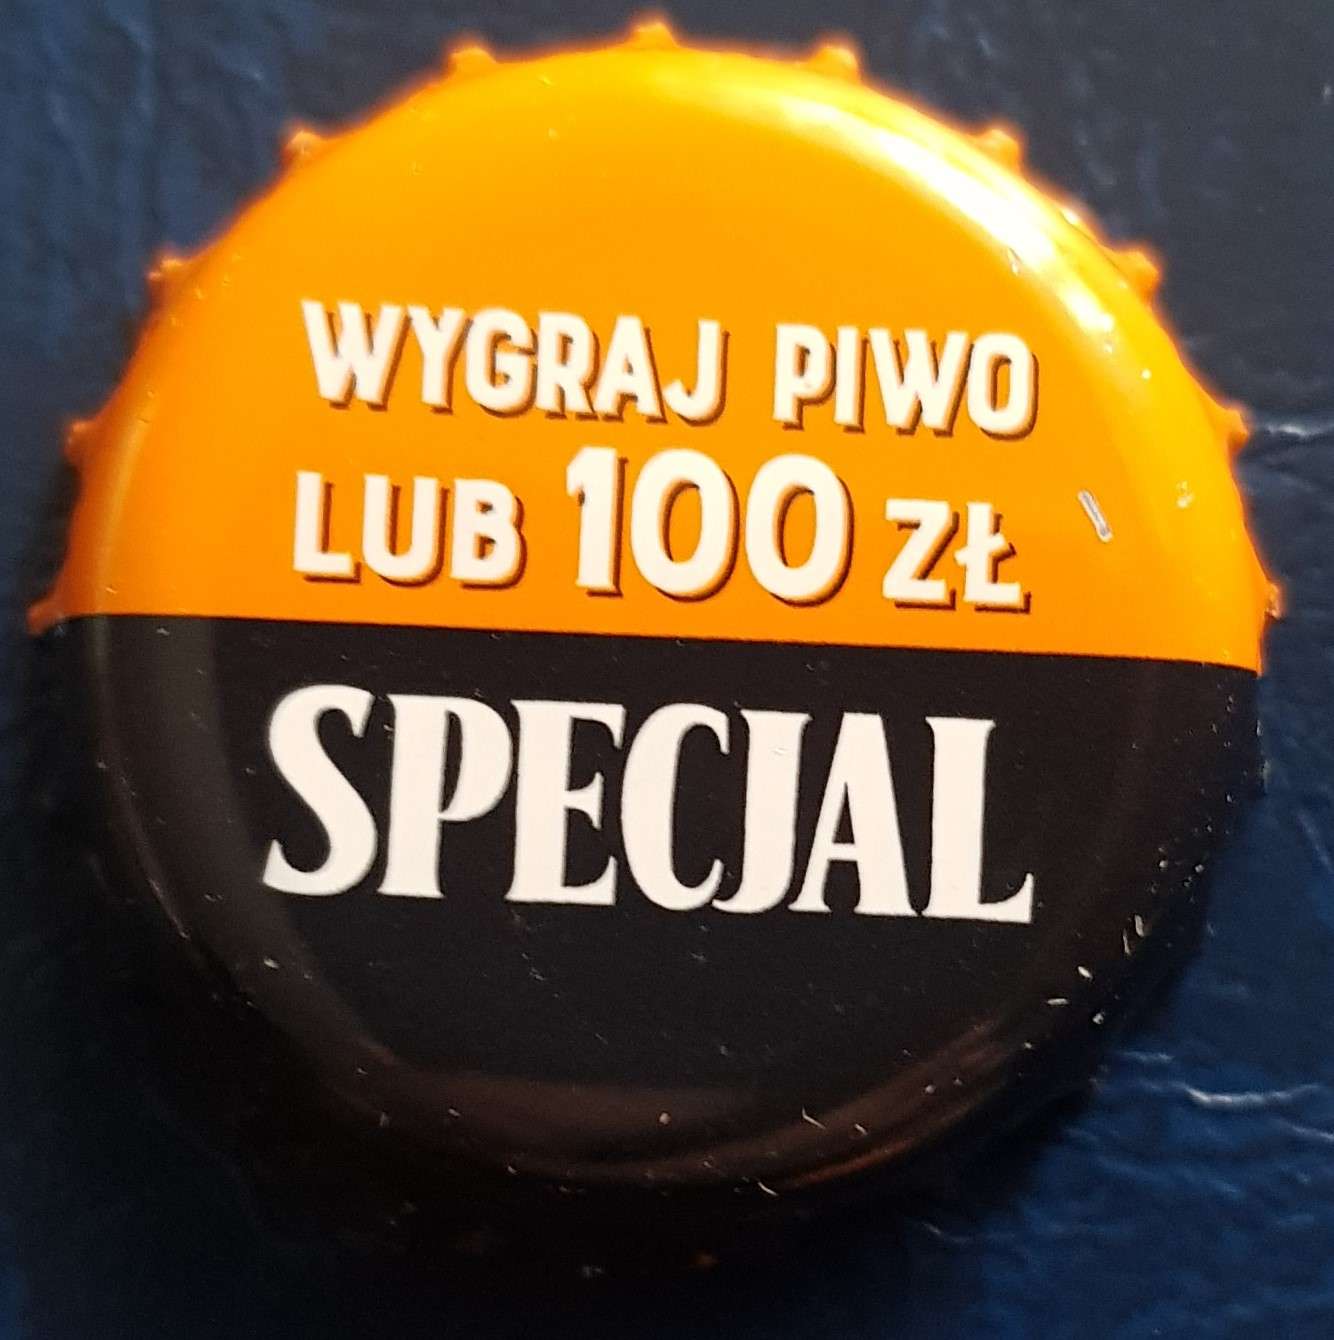 WYGRAJ PIWO
LUB 100 ZŁ
SPECJAL